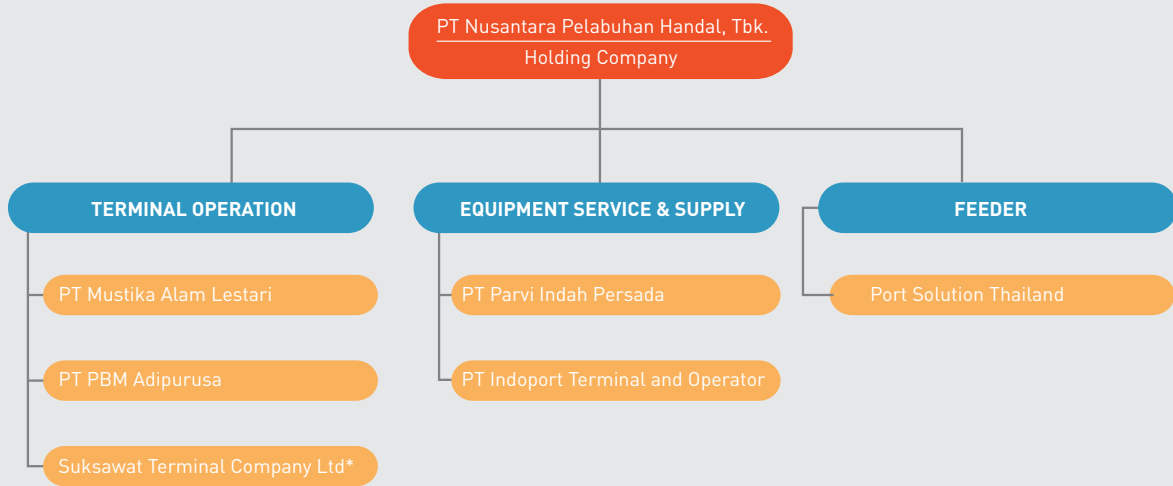 PT Nusantara Pelabuhan Handal, Tbk.
Holding Company
TERMINAL OPERATION
PT Mustika Alam Lestari
PT PBM Adipurusa
Suksawat Terminal Company Ltd*
EQUIPMENT SERVICE & SUPPLY
PT Parvi Indah Persada
PT Indoport Terminal and Operator
FEEDER
Port Solution Thailand